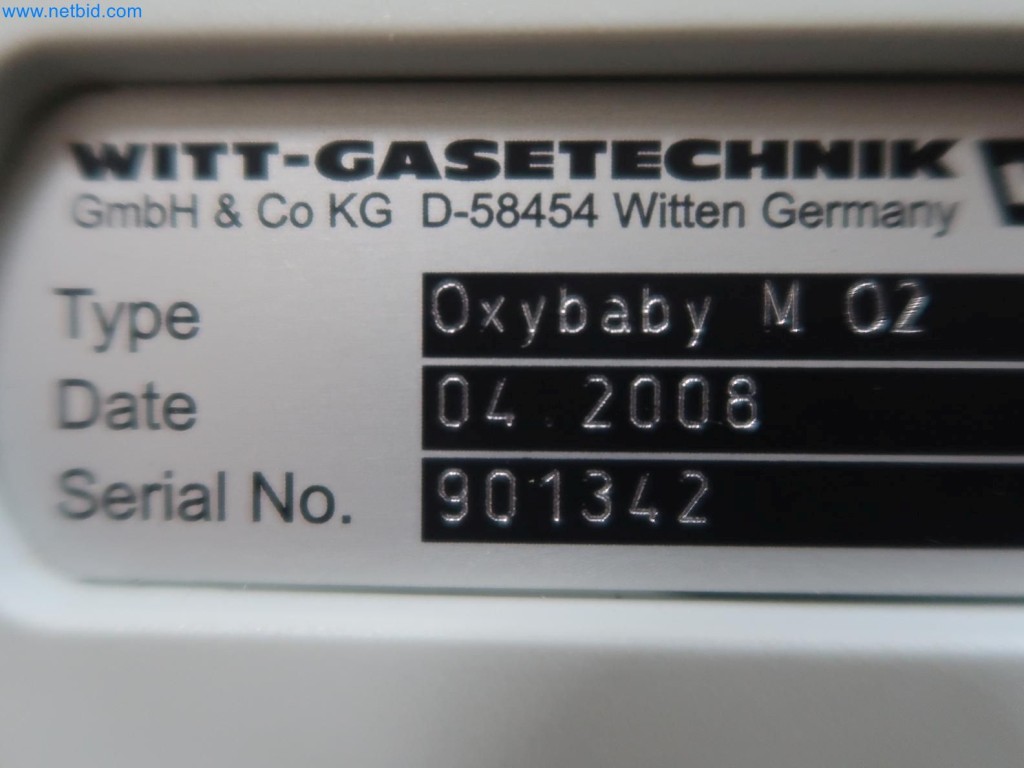 www.netbid.com
WITT-GASETECHNIK
GmbH & Co KG D-58454 Witten Germany
Type Oxybaby M O2
Date 04.2008
Serial No. 901342